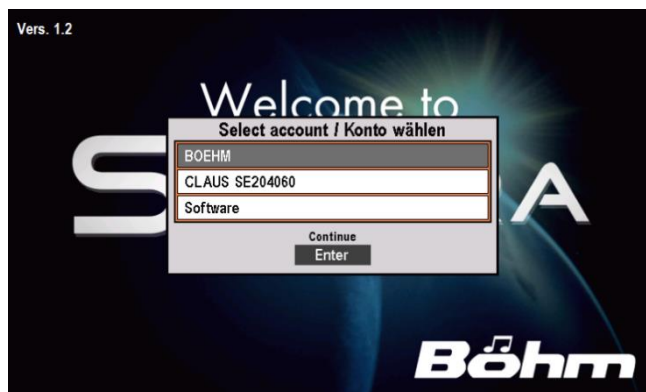 Vers. 1.2
Welcome to
Select account / Konto wählen
BOEHM
CLAUS SE204060
Software
Continue
Enter
Böhm